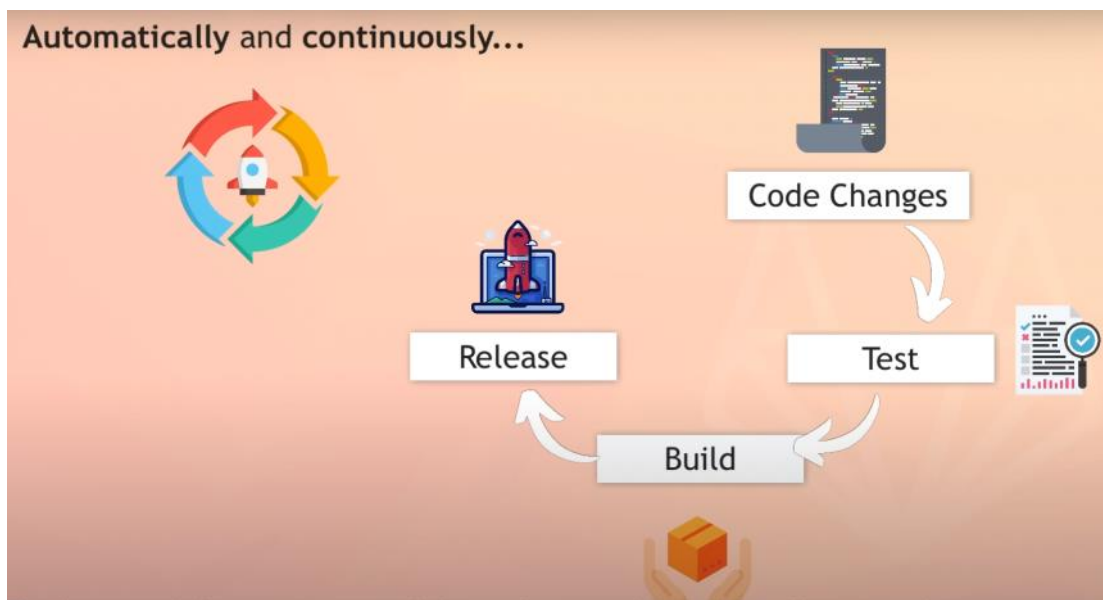 Automatically and continuously...
Code Changes
Release
Test
Build